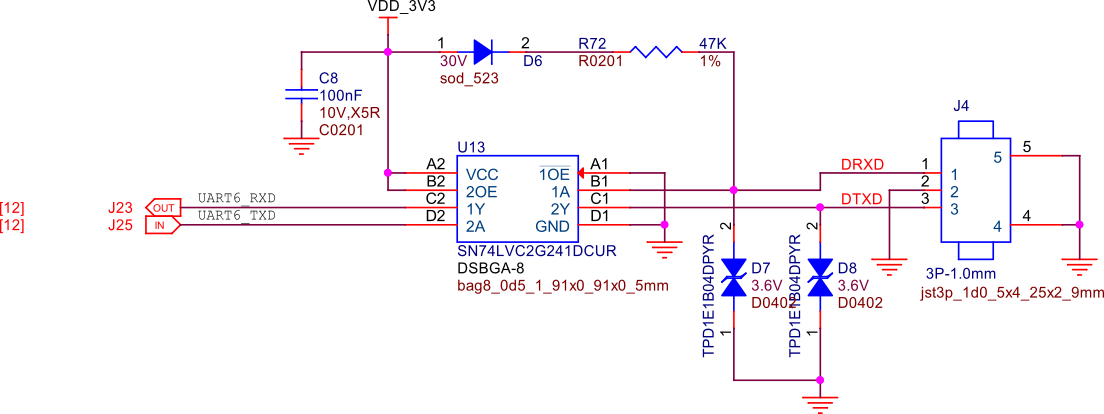 VDD_3V3
1
2
R72
47K
30V
D6
R0201
1%
sod_523
C8
100nF
10V,X5R
C0201
J4
U13
A2
VCC
1OE
A1
B2
2OE
1A
B1
C2
1Y
2Y
C1
D2
2A
GND
D1
[12]
J23
OUT
UART6_RXD
[12]
J25
IN
UART6_TXD
SN74LVC2G241DCUR
DSBGA-8
bag8_0d5_1_91x0_91x0_5mm
DRXD
DTXD
1
2
3
1
2
3
5
4
5
4
3P-1.0mm
jst3p_1d0_5x4_25x2_9mm
TPD1E1B04DPYR
2
1
D7
3.6V
D0402
TPD1E1B04DPYR
2
1
D8
3.6V
D0402